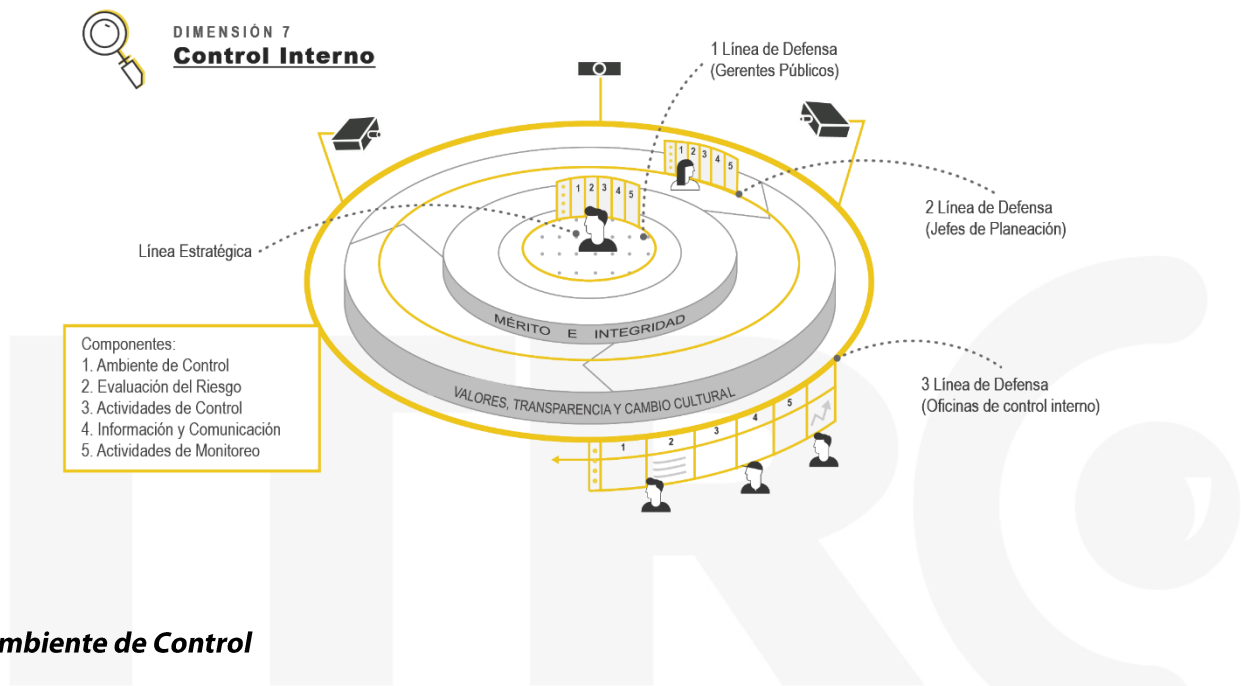 DIMENSIÓN 7
Control Interno
1 Línea de Defensa
(Gerentes Públicos)
1 2 3 4 5
1 2 3 4 5
2 Línea de Defensa
(Jefes de Planeación)
Línea Estratégica
MÉRITO E INTEGRIDAD
VALORES, TRANSPARENCIA Y CAMBIO CULTURAL
Componentes:
1. Ambiente de Control
2. Evaluación del Riesgo
3. Actividades de Control
4. Información y Comunicación
5. Actividades de Monitoreo
3 Línea de Defensa
(Oficinas de control interno)
1 2 3 4 5
mbiente de Control
ITRC